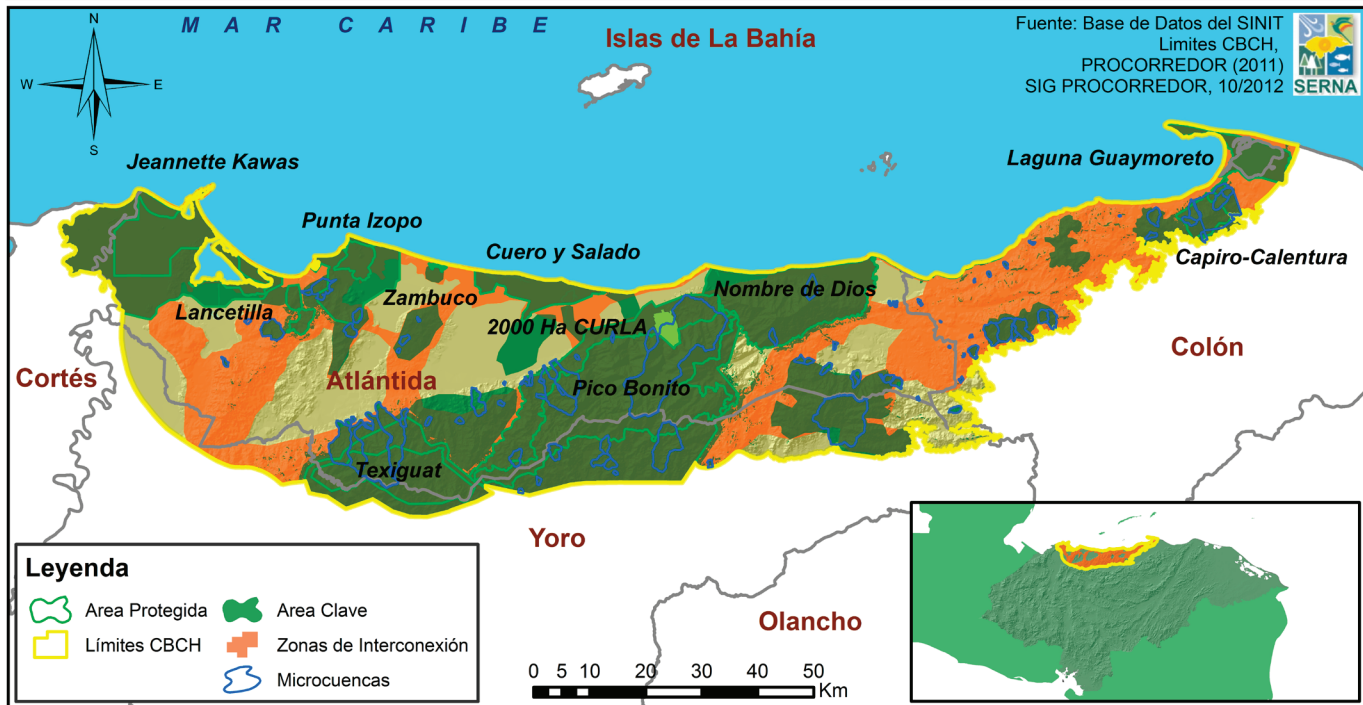 MAR CARIBE
Islas de La Bahía
Fuente: Base de Datos del SINIT
Limites CBCH,
PROCORREDOR (2011)
SIG PROCORREDOR, 10/2012
SERNA
N
W
E
S
Jeannette Kawas
Laguna Guaymoreto
Punta Izopo
Cuero y Salado
Capiro-Calentura
Nombre de Dios
Zambuco
Lancetilla
2000 Ha CURLA
Colón
Cortés
Atlántida
Pico Bonito
Texiguat
Yoro
Olancho
Leyenda
Area Protegida
Area Clave
Límites CBCH
Zonas de Interconexión
Microcuencas
0 5 10 20 30 40 50
Km